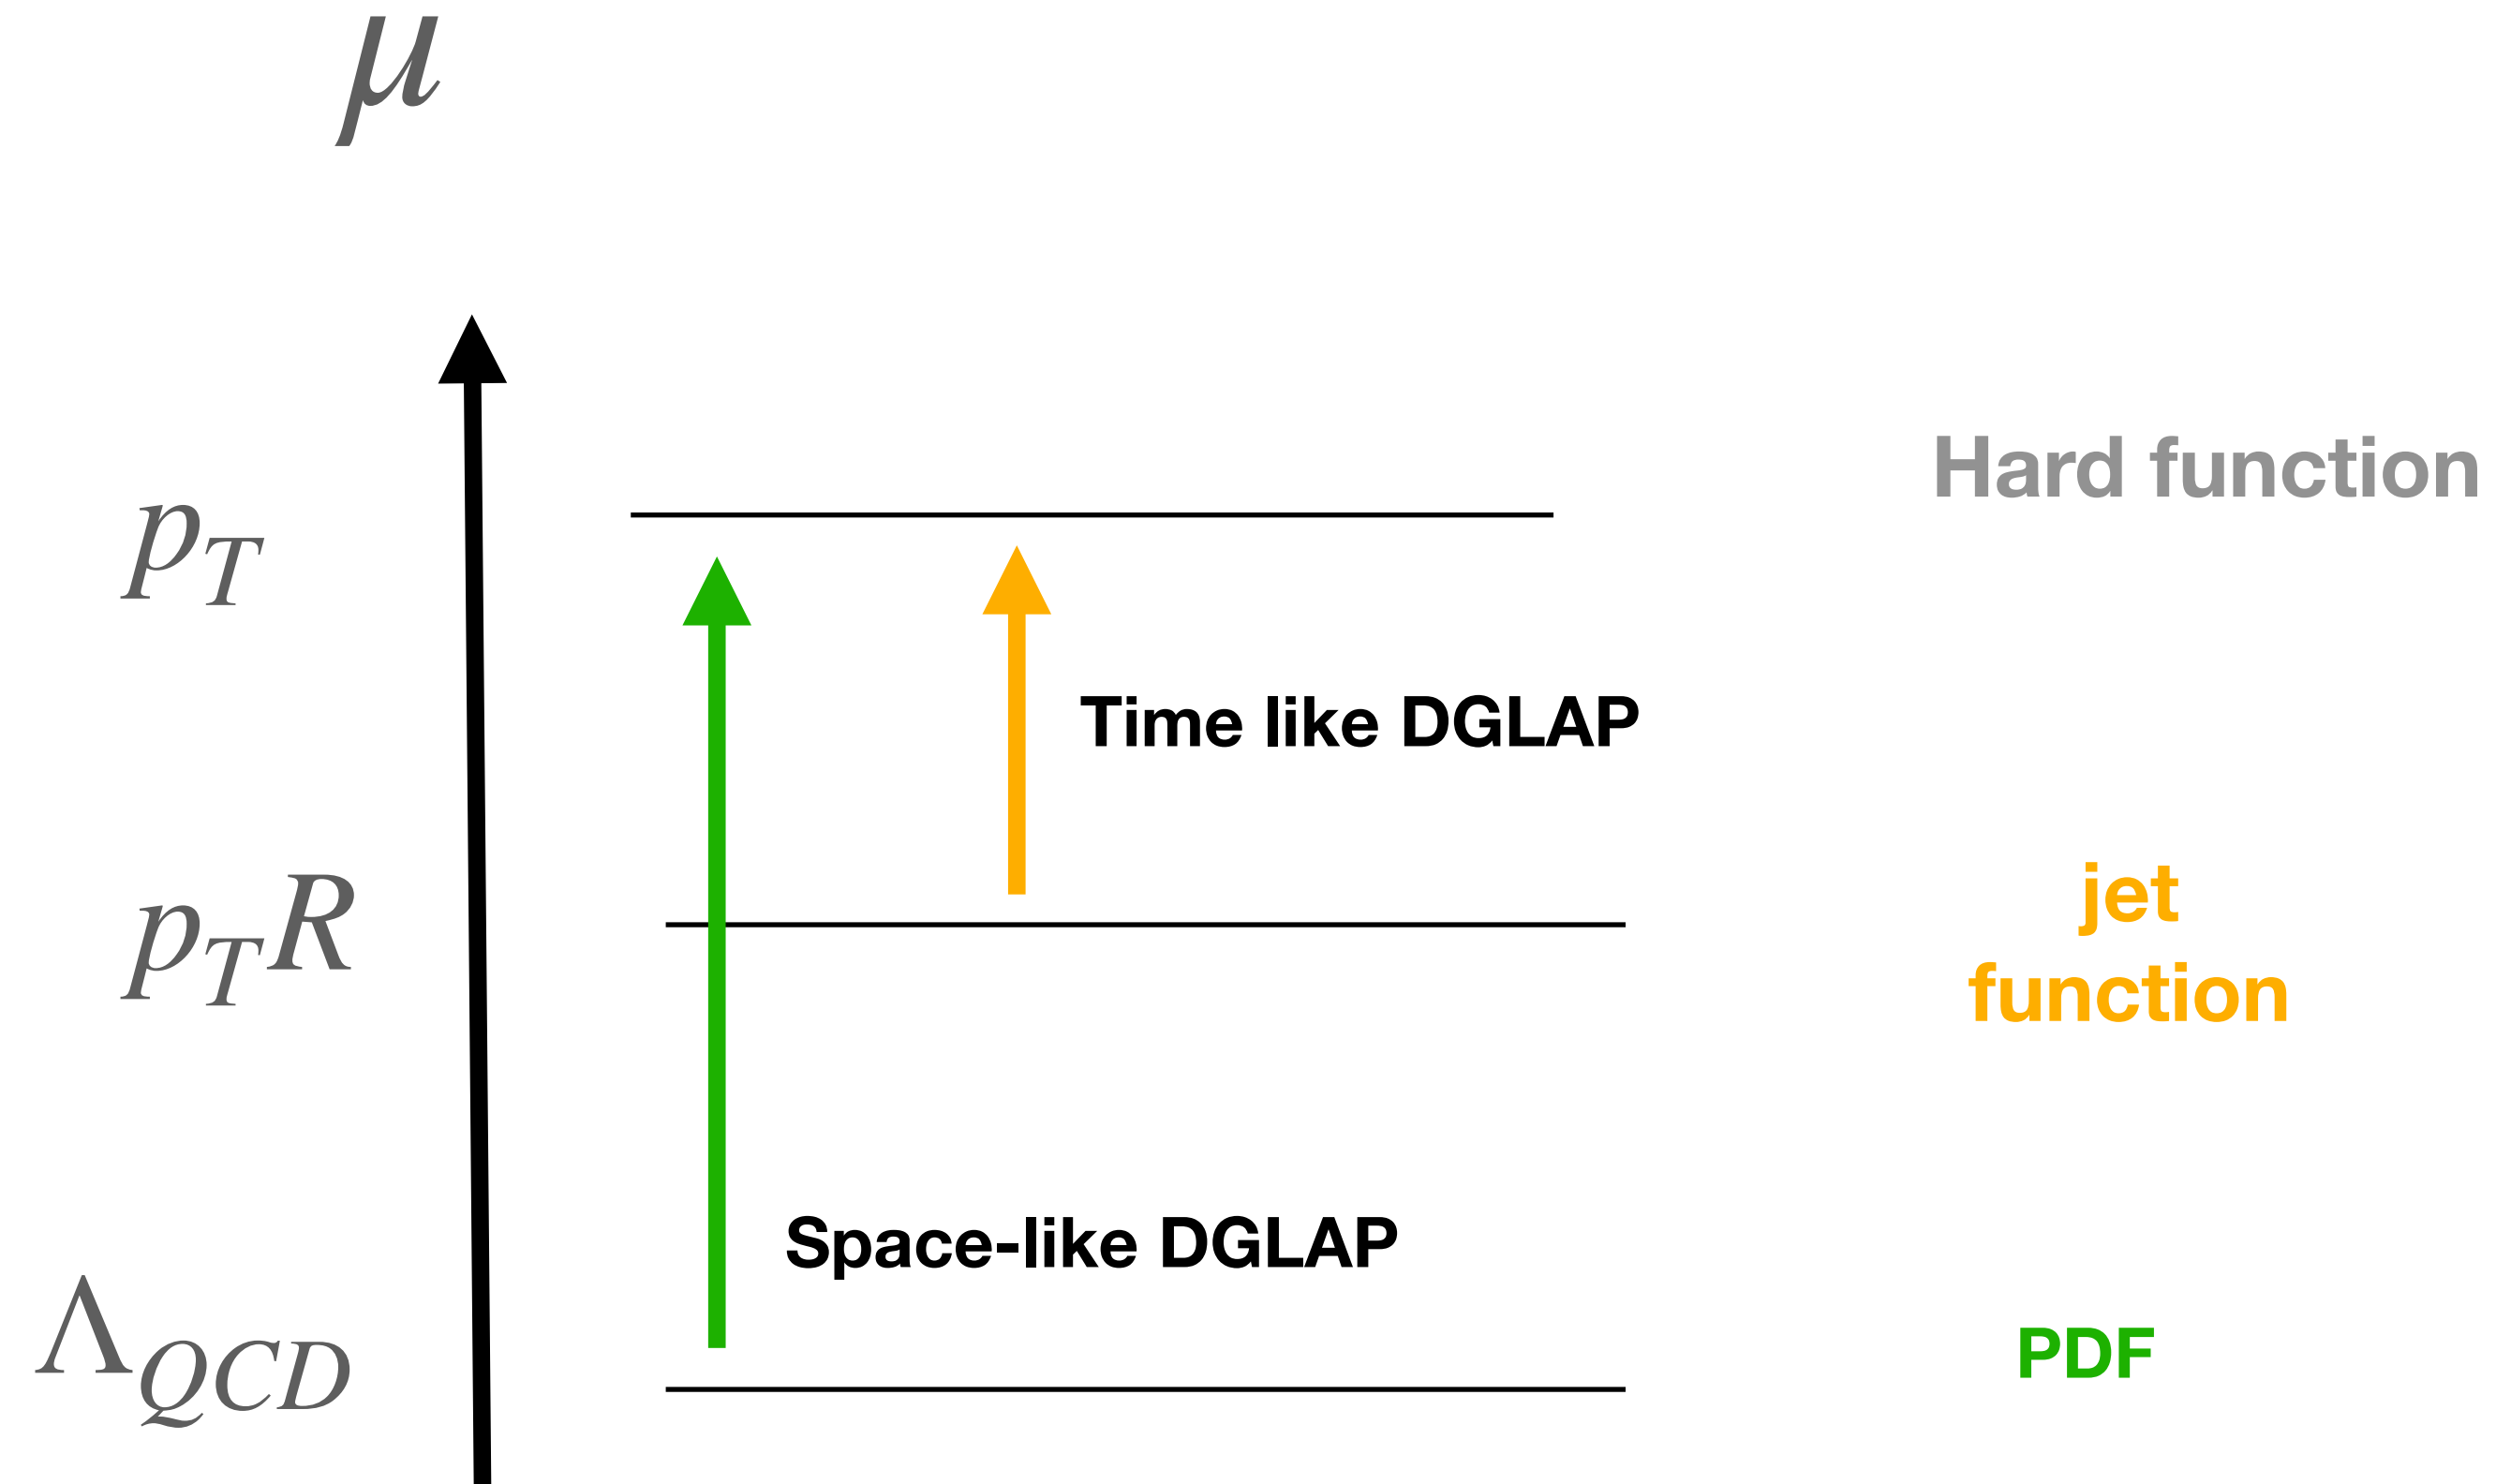 μ
Hard function
p_T
Time like DGLAP
p_T R
jet
function
Space-like DGLAP
Λ_QCD
PDF